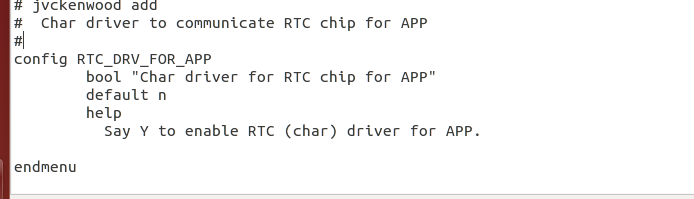 # jvckenwood add
#  Char driver to communicate RTC chip for APP
#
config RTC_DRV_FOR_APP
        bool "Char driver for RTC chip for APP"
        default n
        help
          Say Y to enable RTC (char) driver for APP.

endmenu